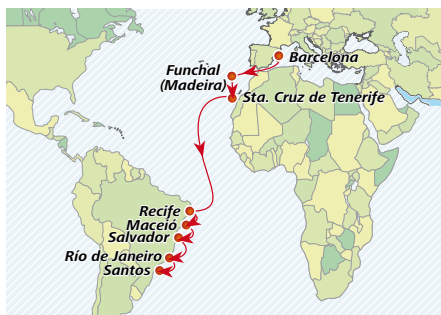 Barcelona
Funchal
(Madeira)
Sta. Cruz de Tenerife
Recife
Maceió
Salvador
Río de Janeiro
Santos